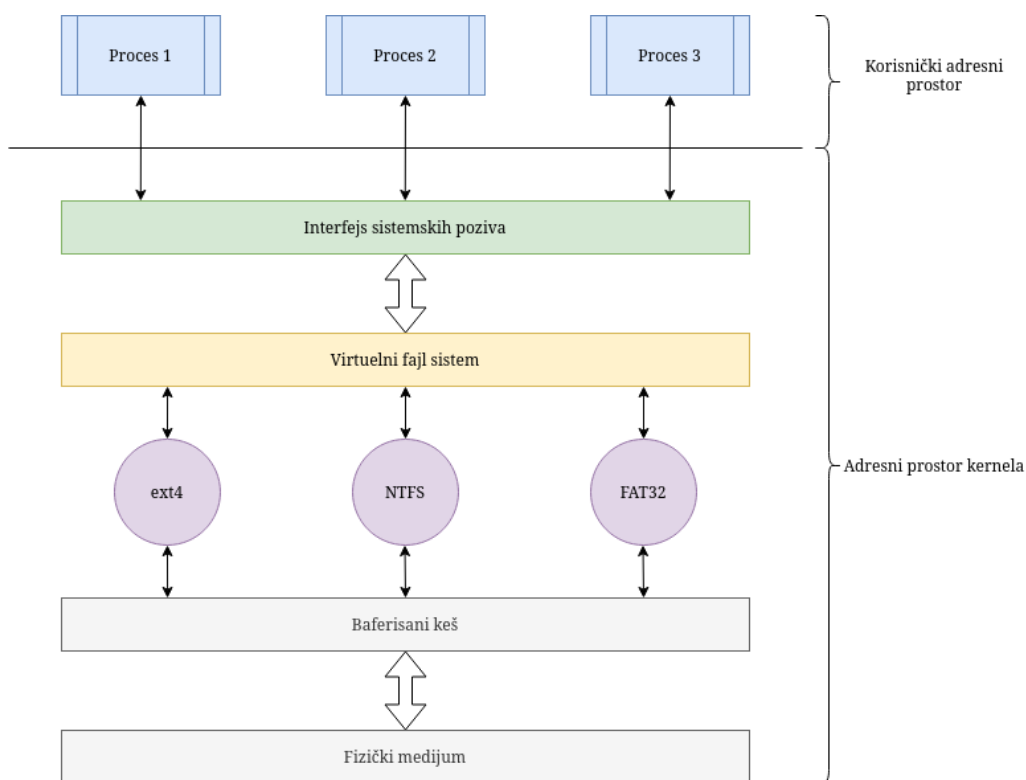 Proces 1
Proces 2
Proces 3
Korisnički adresni
prostor
Interfejs sistemskih poziva
Virtuelni fajl sistem
ext4
NTFS
FAT32
Adresni prostor kernela
Baferisani keš
Fizički medijum